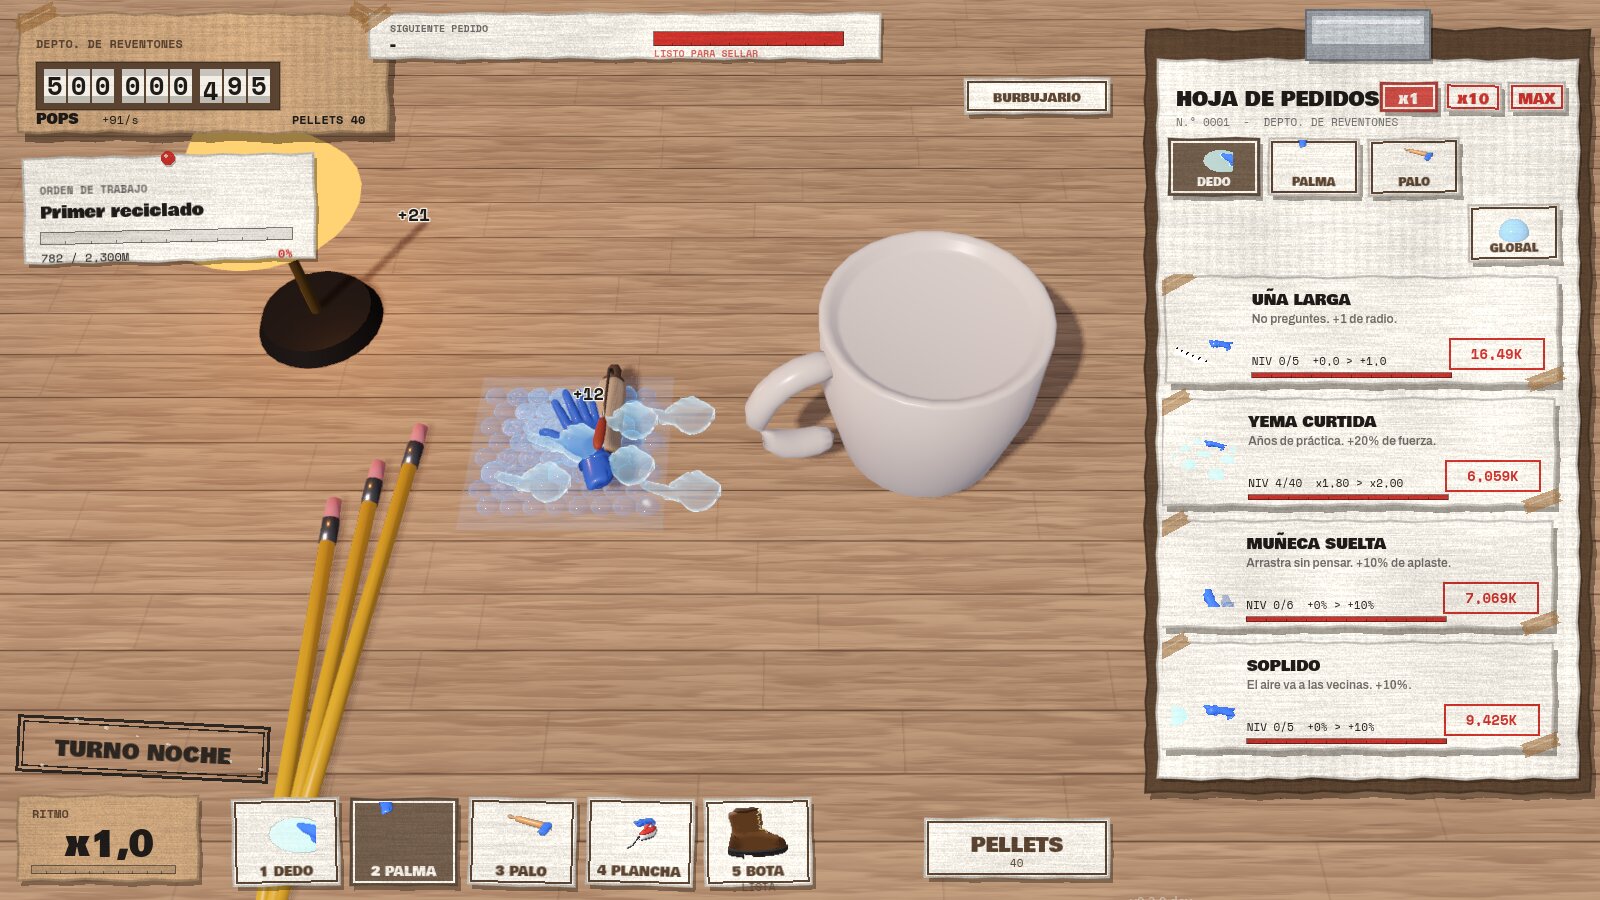 DEPTO. DE REVENTONES
500 000 495
POPS +91/s PELLETS 40
SIGUIENTE PEDIDO
-
LISTO PARA SELLAR
BURBUJARIO
ORDEN DE TRABAJO
Primer reciclado
0%
782 / 2,300M
+21
+12
HOJA DE PEDIDOS
x1 x10 MAX
N.° 0001 - DEPTO. DE REVENTONES
DEDO PALMA PALO
GLOBAL
UÑA LARGA
No preguntes. +1 de radio.
NIV 0/5 +0,0 > +1,0
16,49K
YEMA CURTIDA
Años de práctica. +20% de fuerza.
NIV 4/40 x1,80 > x2,00
6,059K
MUÑECA SUELTA
Arrastra sin pensar. +10% de aplaste.
NIV 0/6 +0% > +10%
7,069K
SOPLIDO
El aire va a las vecinas. +10%.
NIV 0/5 +0% > +10%
9,425K
TURNO NOCHE
RITMO
x1,0
1 DEDO
2 PALMA
3 PALO
4 PLANCHA
5 BOTA
LISTA
PELLETS
40